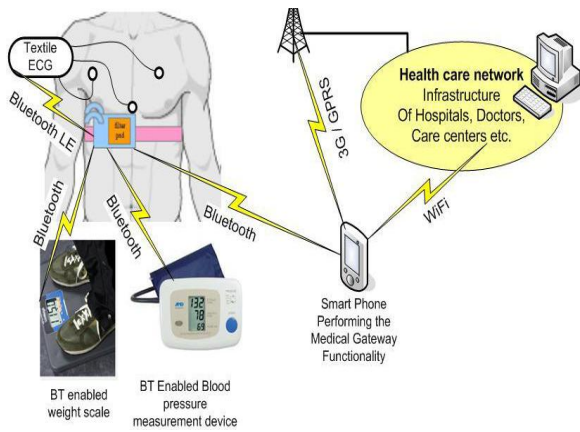 Textile
ECG
Bluetooth LE
Bluetooth
Bluetooth
Bluetooth
3G / GPRS
WiFi
Health care network
Infrastructure
Of Hospitals, Doctors,
Care centers etc.
Smart Phone
Performing the
Medical Gateway
Functionality
132
78
69
BT enabled
weight scale
BT Enabled Blood
pressure
measurement device